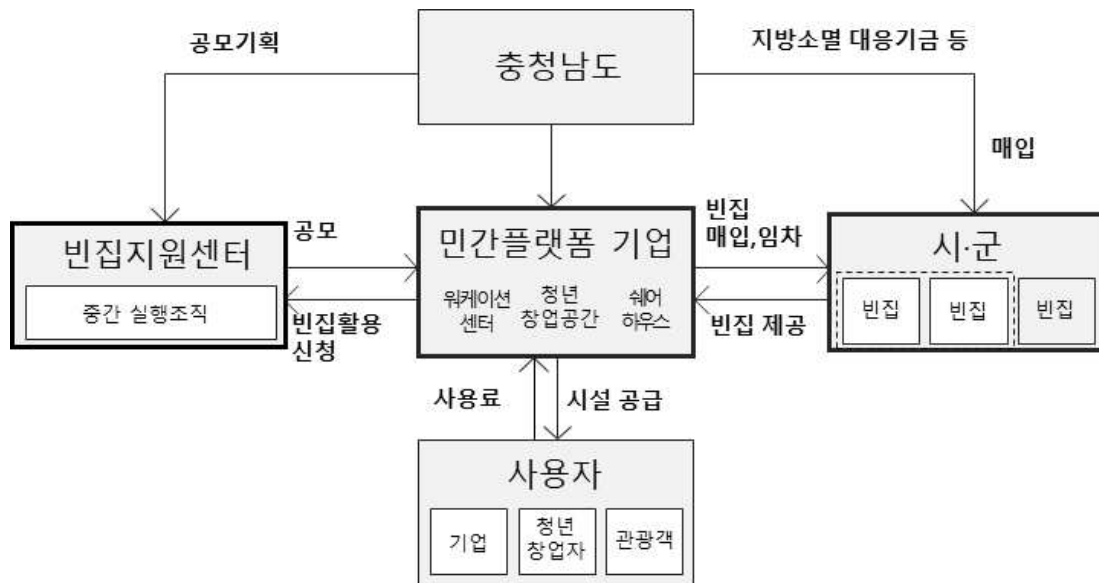 공모기획
지방소멸 대응기금 등
충청남도
매입
빈집지원센터
중간 실행조직
공모
빈집활용
신청
민간플랫폼 기업
워케이션
센터
청년
창업공간
쉐어
하우스
빈집
매입,임차
빈집 제공
시·군
빈집
빈집
빈집
사용료
시설 공급
사용자
기업
청년
창업자
관광객